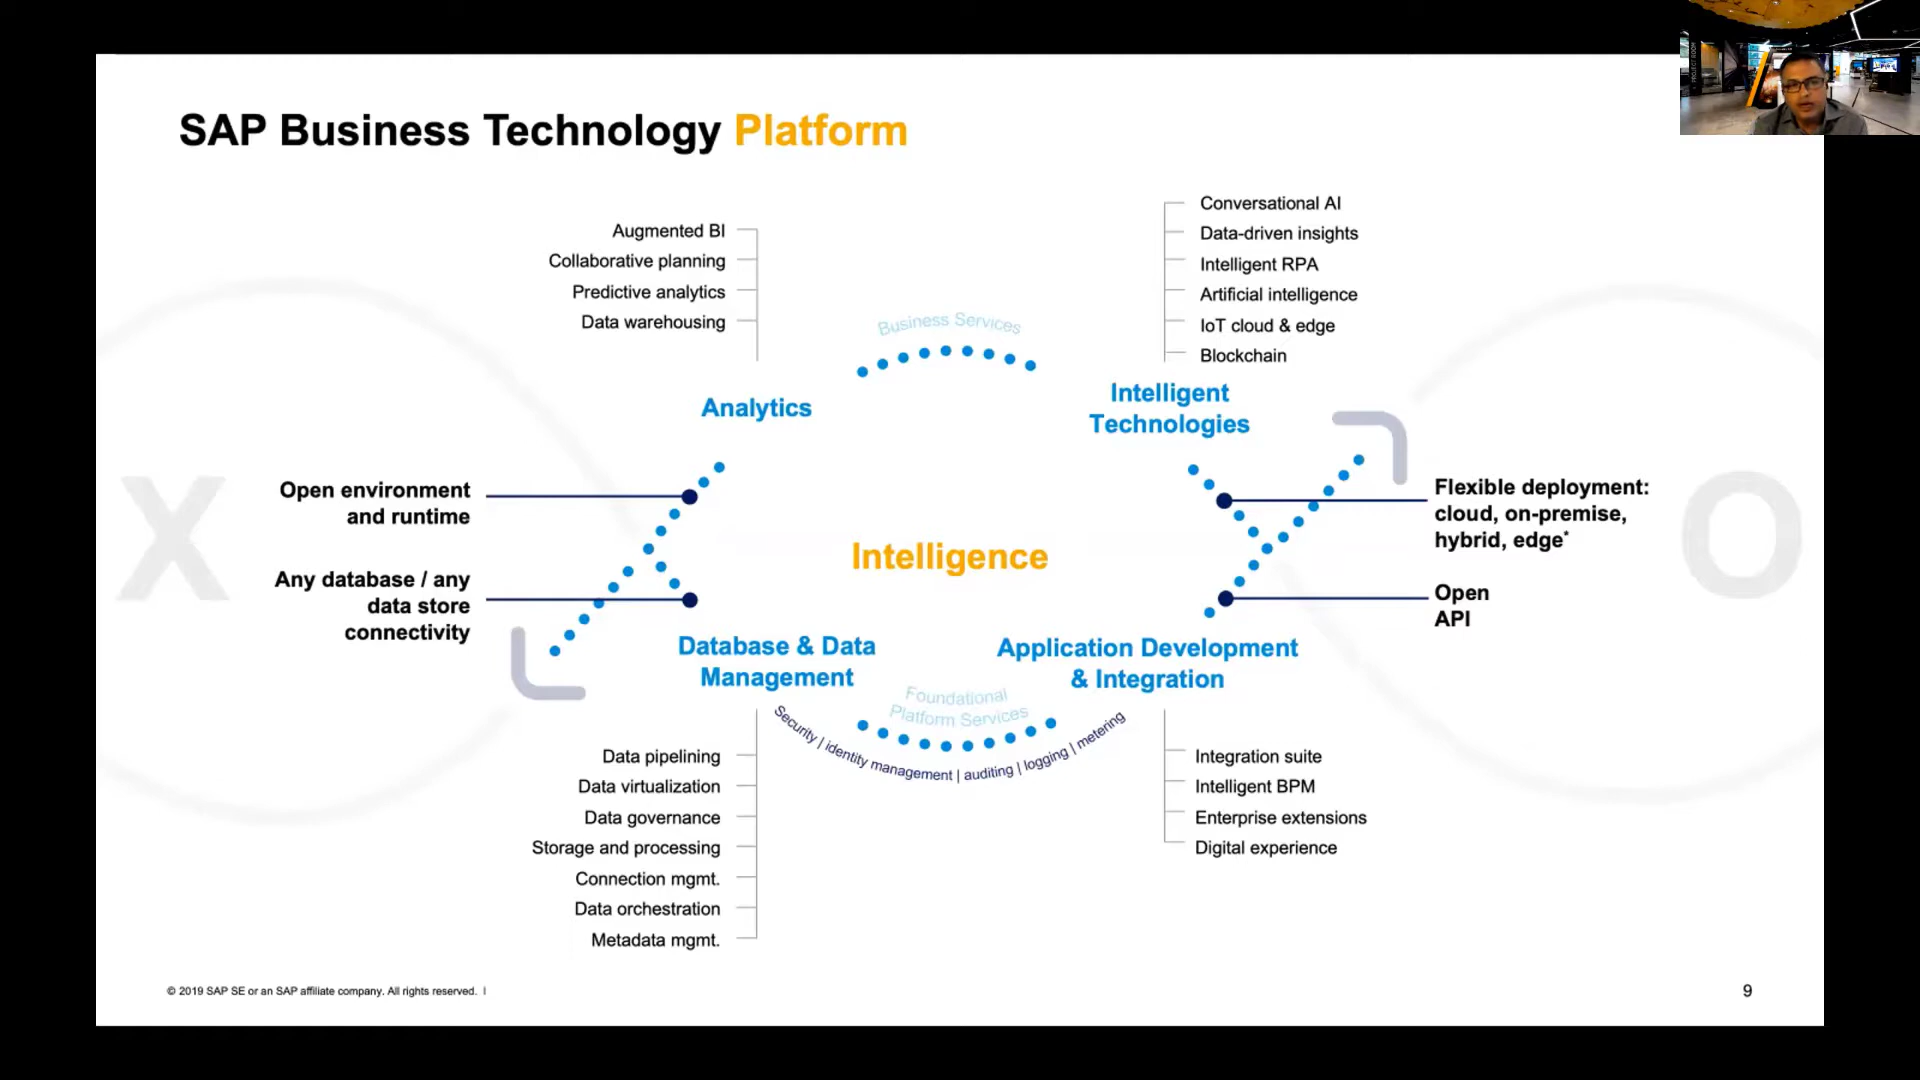 SAP Business Technology Platform
Augmented BI
Collaborative planning
Predictive analytics
Data warehousing
Analytics
Business Services
Conversational AI
Data-driven insights
Intelligent RPA
Artificial intelligence
IoT cloud & edge
Blockchain
Intelligent
Technologies
Open environment
and runtime
Any database / any
data store
connectivity
X
Intelligence
Flexible deployment:
cloud, on-premise,
hybrid, edge*
Open
API
O
Database & Data
Management
Foundational
Platform Services
Security | identity management | auditing | logging | metering
Application Development
& Integration
Data pipelining
Data virtualization
Data governance
Storage and processing
Connection mgmt.
Data orchestration
Metadata mgmt.
Integration suite
Intelligent BPM
Enterprise extensions
Digital experience
© 2019 SAP SE or an SAP affiliate company. All rights reserved. |
9